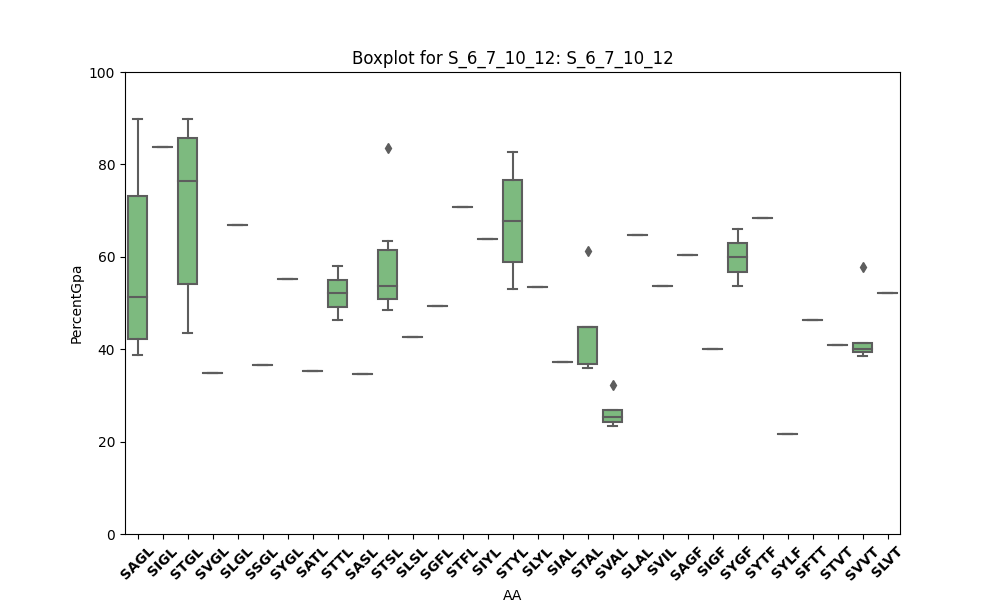 Boxplot for S_6_7_10_12: S_6_7_10_12
100
80
60
40
20
0
PercentGpa
SAGL SIGL STGL SVGL SLGL SSGL SYGL SATL STTL SASL STSL SLSL SGFL STFL SIYL STYL SLYL SIAL STAL SVAL SLAL SVIL SAGF SIGF SYGF SYTF SYLF SFTT STVT SVVT SLVT
AA